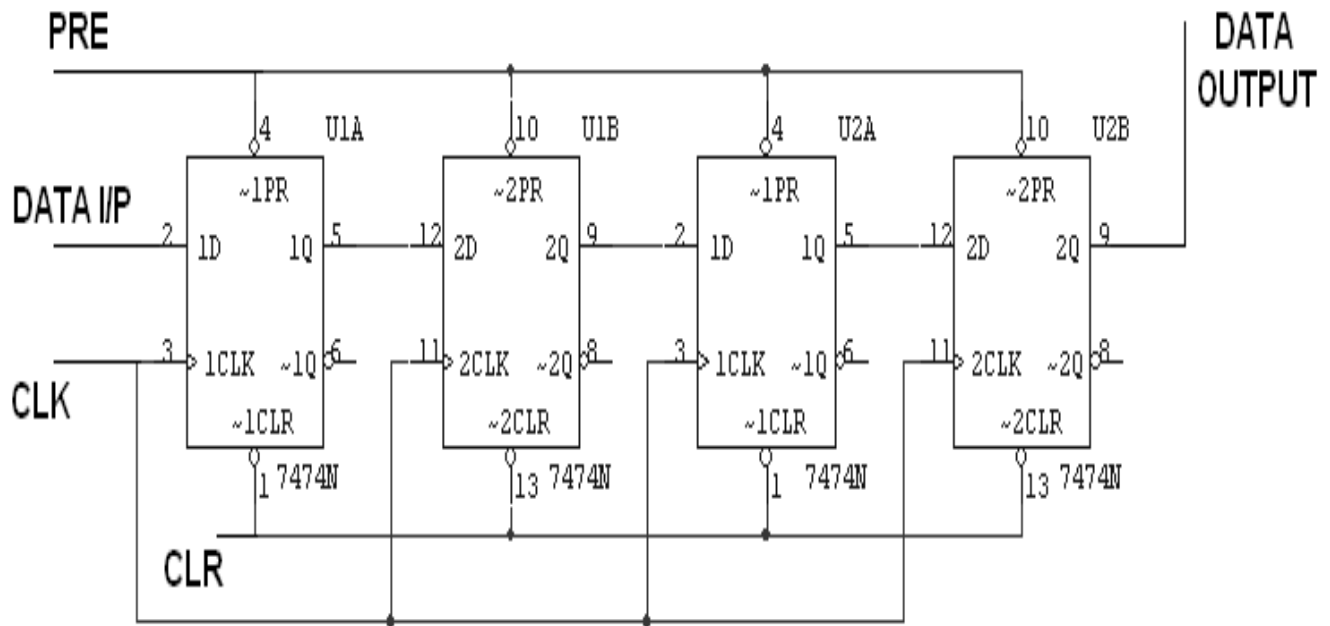 PRE
DATA
OUTPUT
4 U1A 10 U1B 4 U2A 10 U2B
~1PR ~2PR ~1PR ~2PR
DATA I/P
2 1D 1Q 5 12 2D 2Q 9 2 1D 1Q 5 12 2D 2Q 9
3 1CLK ~1Q 6 11 2CLK ~2Q 8 3 1CLK ~1Q 6 11 2CLK ~2Q 8
CLK
~1CLR ~2CLR ~1CLR ~2CLR
1 7474N 13 7474N 1 7474N 13 7474N
CLR